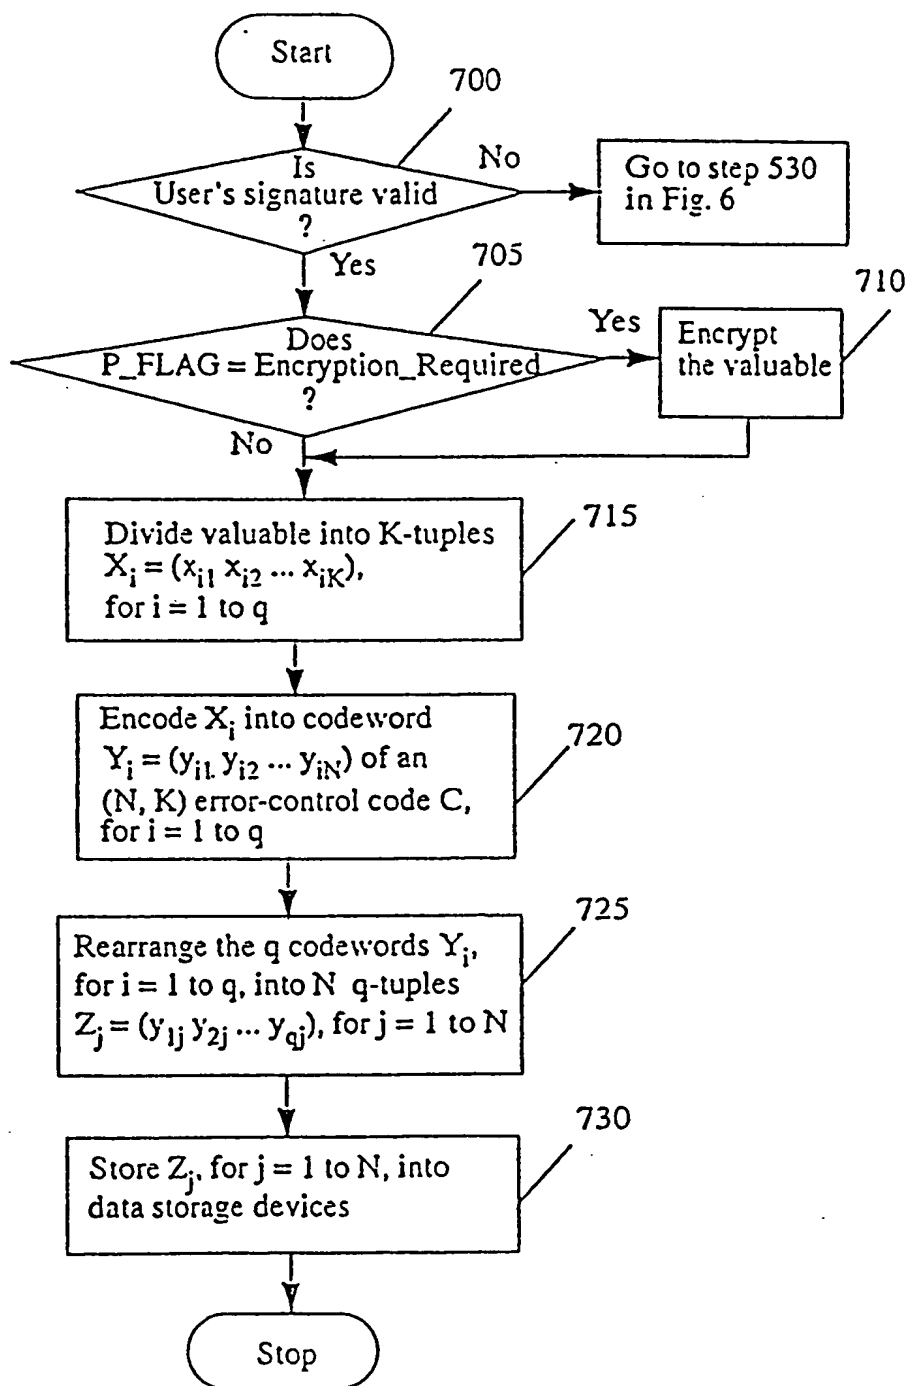 Start
700
Is
User's signature valid
?
No
Go to step 530
in Fig. 6
Yes
705
Does
P_FLAG = Encryption_Required
?
Yes
710
Encrypt
the valuable
No
Divide valuable into K-tuples
X_i = (x_i1 x_i2 ... x_iK),
for i = 1 to q
715
Encode X_i into codeword
Y_i = (y_i1 y_i2 ... y_iN) of an
(N, K) error-control code C,
for i = 1 to q
720
Rearrange the q codewords Y_i,
for i = 1 to q, into N q-tuples
Z_j = (y_1j y_2j ... y_qj), for j = 1 to N
725
Store Z_j, for j = 1 to N, into
data storage devices
730
Stop